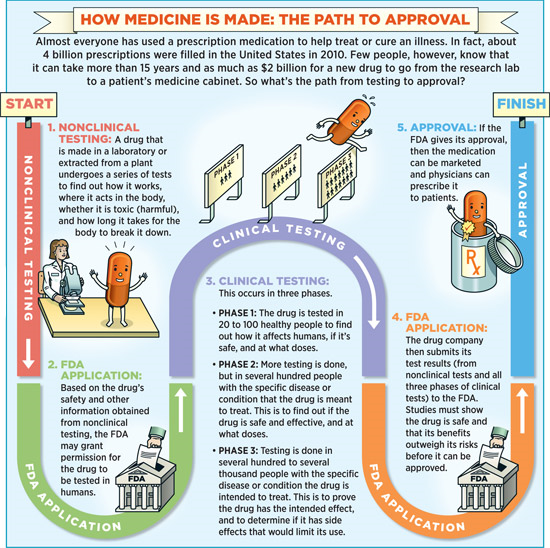 HOW MEDICINE IS MADE: THE PATH TO APPROVAL
Almost everyone has used a prescription medication to help treat or cure an illness. In fact, about
4 billion prescriptions were filled in the United States in 2010. Few people, however, know that
it can take more than 15 years and as much as $2 billion for a new drug to go from the research lab
to a patient's medicine cabinet. So what's the path from testing to approval?
START
FINISH
NONCLINICAL TESTING
1. NONCLINICAL
TESTING: A drug that
is made in a laboratory or
extracted from a plant
undergoes a series of tests
to find out how it works,
where it acts in the body,
whether it is toxic (harmful),
and how long it takes for the
body to break it down.
2. FDA
APPLICATION:
Based on the drug's
safety and other
information obtained
from nonclinical
testing, the FDA
may grant
permission for
the drug to
be tested in
humans.
FDA
FDA APPLICATION
PHASE 1
PHASE 2
PHASE 3
CLINICAL TESTING
3. CLINICAL TESTING:
This occurs in three phases.
• PHASE 1: The drug is tested in
20 to 100 healthy people to find
out how it affects humans, if it's
safe, and at what doses.
• PHASE 2: More testing is done,
but in several hundred people
with the specific disease or
condition that the drug is meant
to treat. This is to find out if the
drug is safe and effective, and at
what doses.
• PHASE 3: Testing is done in
several hundred to several
thousand people with the specific
disease or condition the drug is
intended to treat. This is to prove
the drug has the intended effect,
and to determine if it has side
effects that would limit its use.
4. FDA
APPLICATION:
The drug company
then submits its
test results (from
nonclinical tests and all
three phases of clinical
tests) to the FDA.
Studies must show
the drug is safe and
that its benefits
outweigh its risks
before it can be
approved.
FDA
FDA APPLICATION
5. APPROVAL: If the
FDA gives its approval,
then the medication
can be marketed
and physicians can
prescribe it
to patients.
Rx
APPROVAL